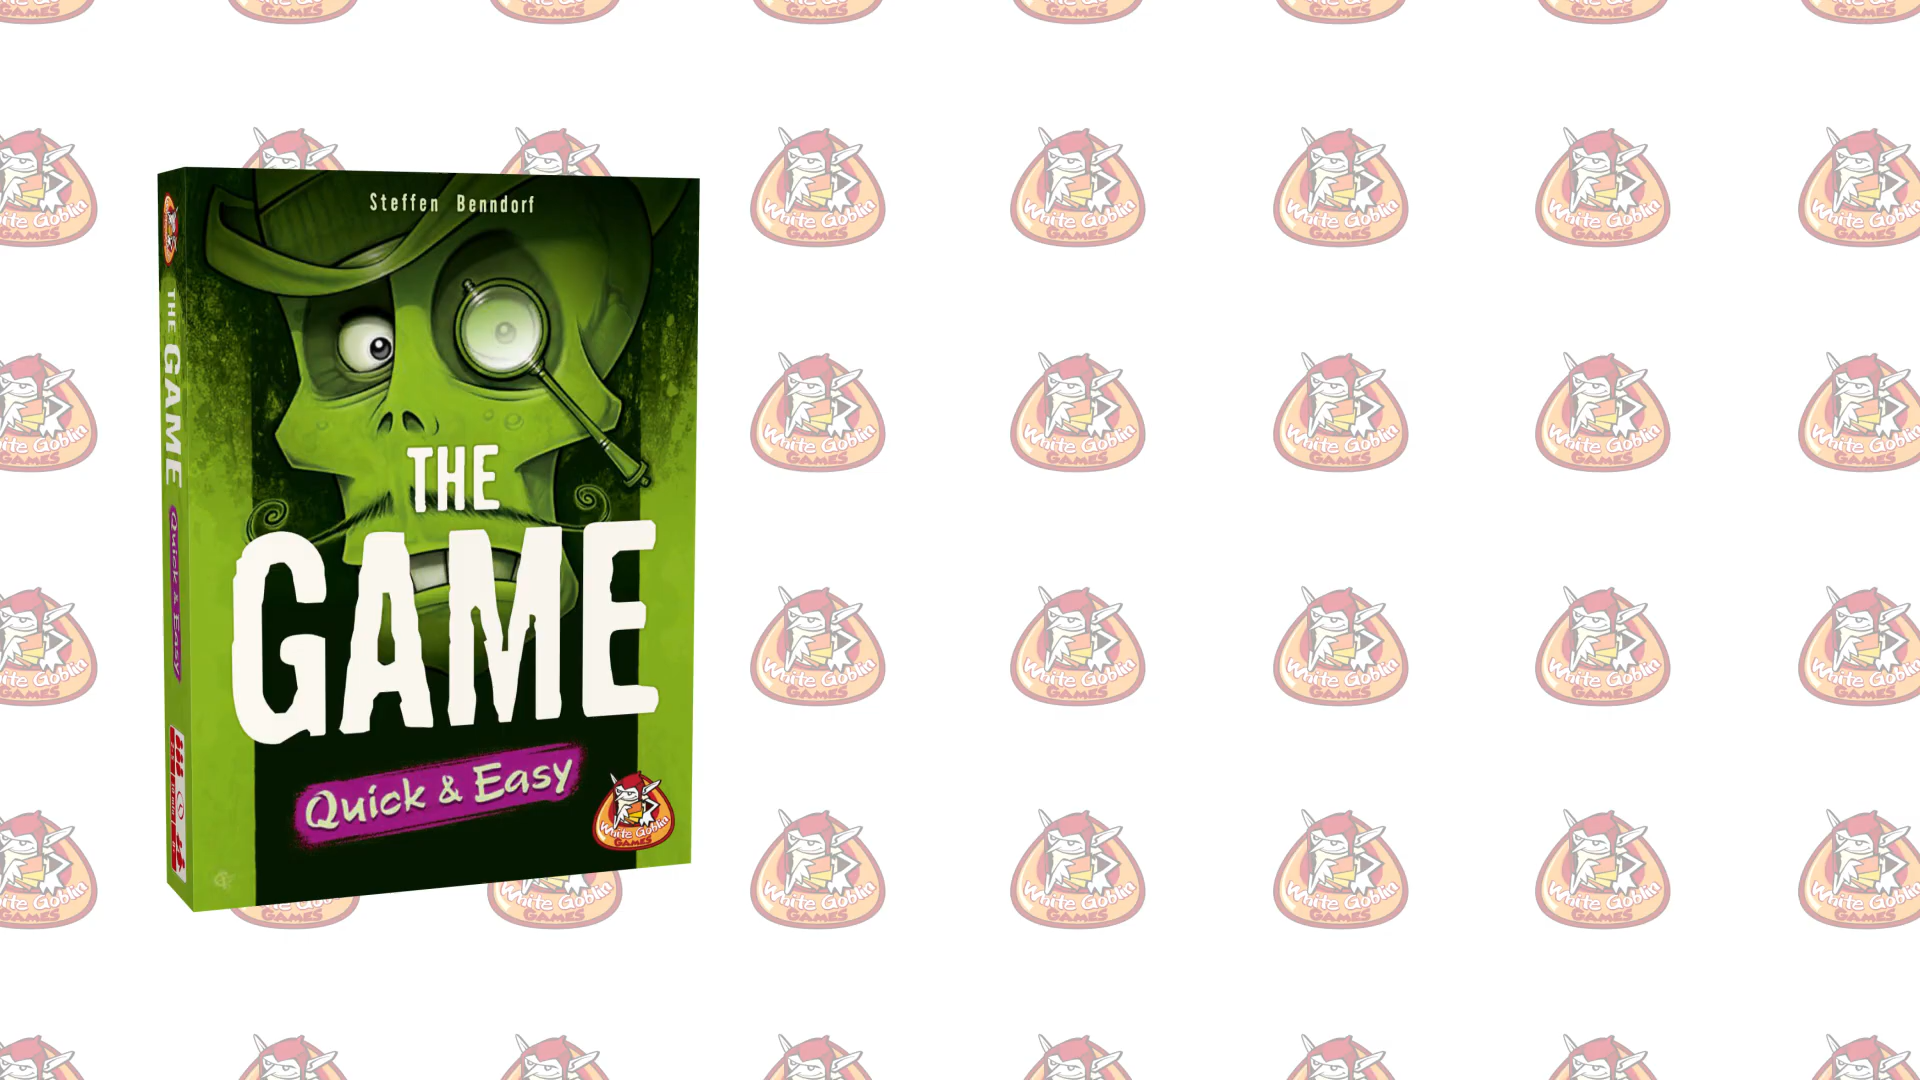 Steffen Benndorf
THE
GAME
Quick & Easy
White Goblin
GAMES
THE GAME Quick & Easy